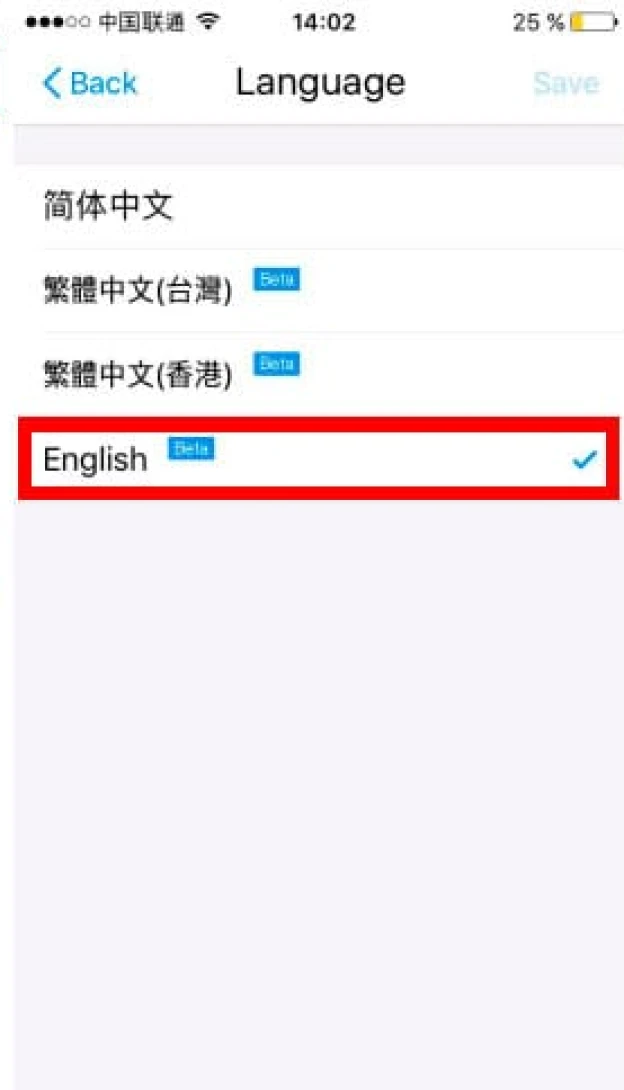 中国联通 14:02 25 %
Back Language Save
简体中文
繁體中文(台灣) Beta
繁體中文(香港) Beta
English Beta